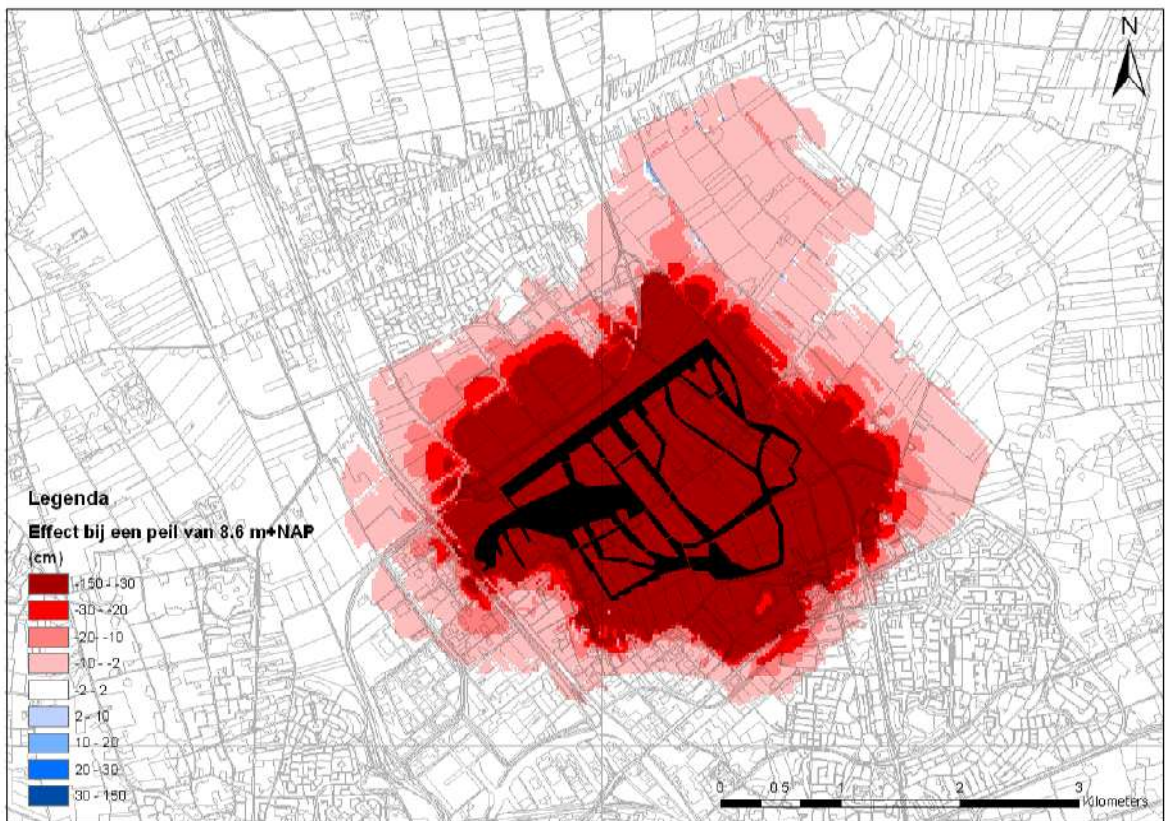 N
Legenda
Effect bij een peil van 8.6 m+NAP
(cm)
-150 - -30
-30 - -20
-20 - -10
-10 - -2
-2 - 2
2 - 10
10 - 20
20 - 30
30 - 150
0 0.5 1 2 3
Kilometers